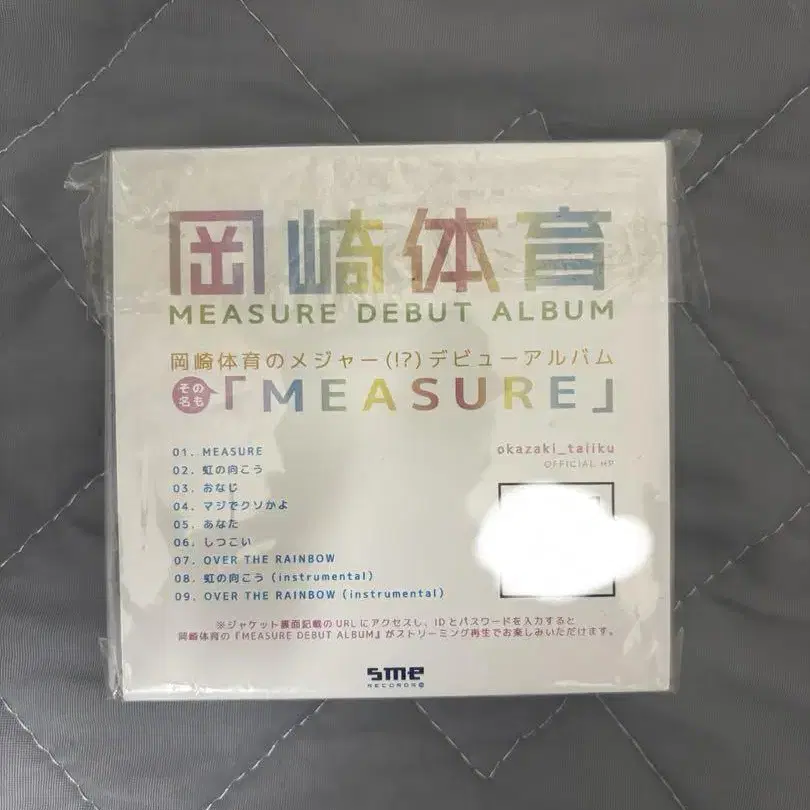 岡崎体育
MEASURE DEBUT ALBUM
岡崎体育のメジャー(!?)デビューアルバム
その名も「MEASURE」
01. MEASURE
02. 虹の向こう
03. おなじ
04. マジでクソかよ
05. あなた
06. しつこい
07. OVER THE RAINBOW
08. 虹の向こう (instrumental)
09. OVER THE RAINBOW (instrumental)
okazaki_taiiku
OFFICIAL HP
※ジャケット裏面記載のURLにアクセスし、IDとパスワードを入力すると
岡崎体育の『MEASURE DEBUT ALBUM』がストリーミング再生でお楽しみいただけます。
sme
RECORDS